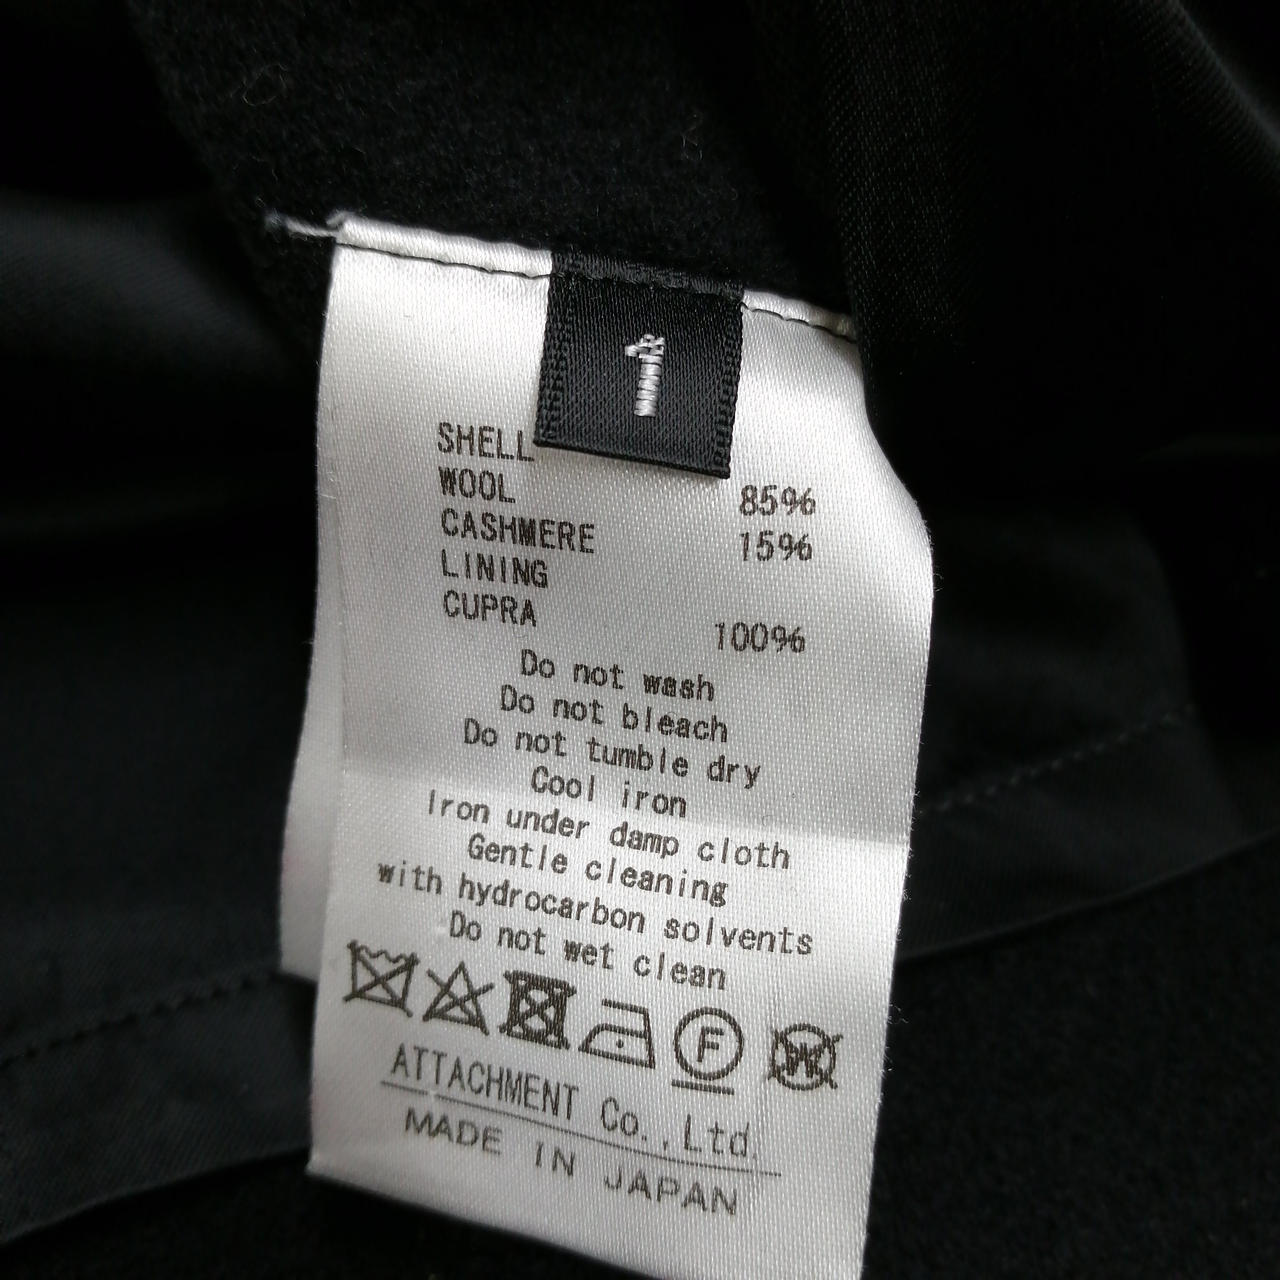 1
SHELL
WOOL 85%
CASHMERE 15%
LINING
CUPRA 100%
Do not wash
Do not bleach
Do not tumble dry
Cool iron
Iron under damp cloth
Gentle cleaning
with hydrocarbon solvents
Do not wet clean
F W
ATTACHMENT Co.,Ltd.
MADE IN JAPAN